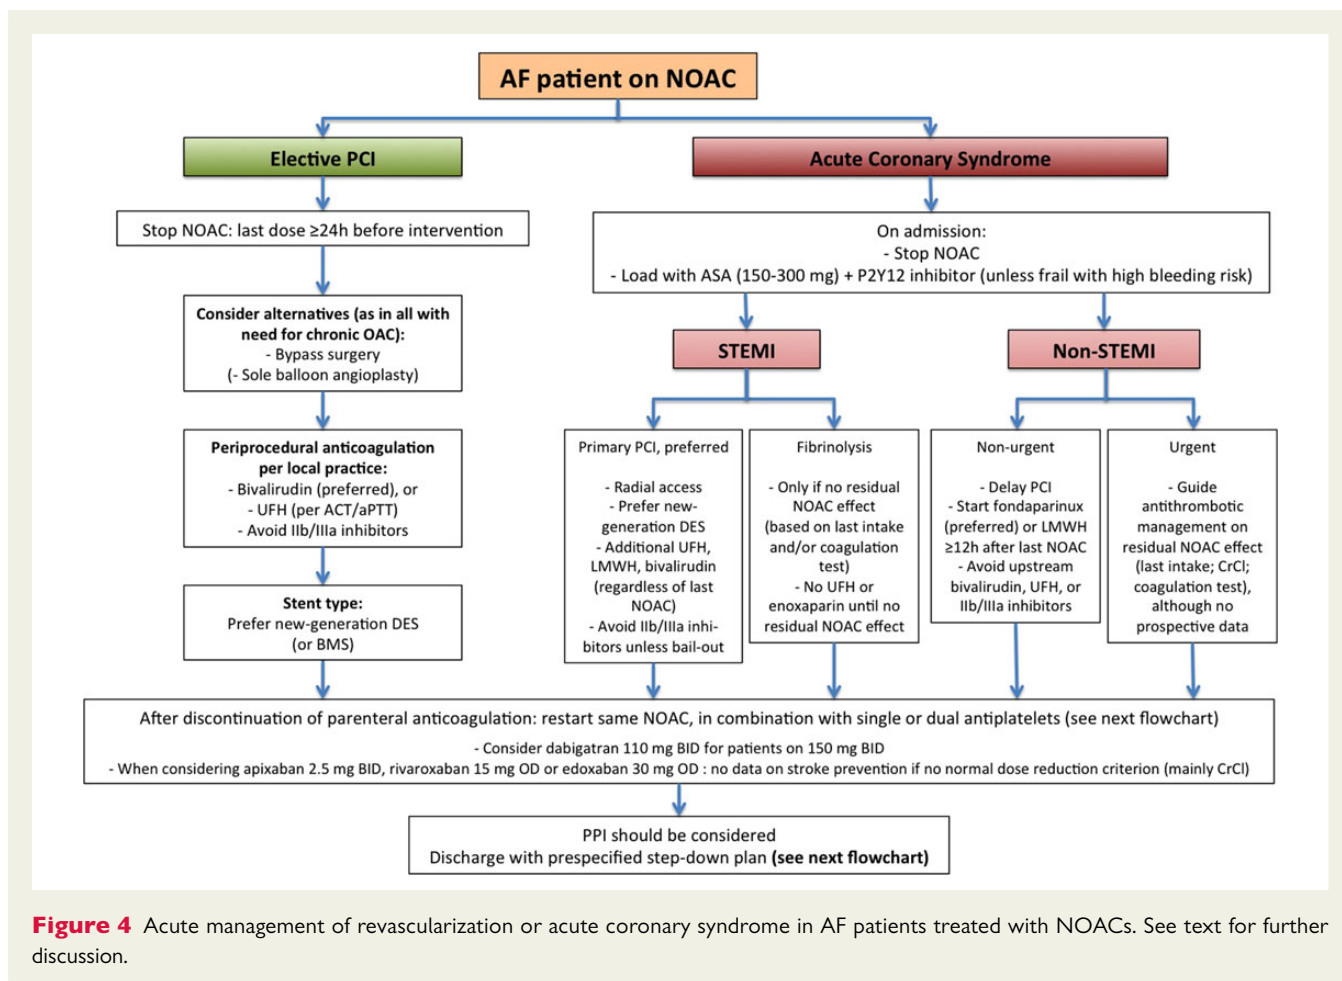 AF patient on NOAC
Elective PCI
Stop NOAC: last dose ≥24h before intervention
Consider alternatives (as in all with
need for chronic OAC):
- Bypass surgery
(- Sole balloon angioplasty)
Periprocedural anticoagulation
per local practice:
- Bivalirudin (preferred), or
- UFH (per ACT/aPTT)
- Avoid IIb/IIIa inhibitors
Stent type:
Prefer new-generation DES
(or BMS)
Acute Coronary Syndrome
On admission:
- Stop NOAC
- Load with ASA (150-300 mg) + P2Y12 inhibitor (unless frail with high bleeding risk)
STEMI
Primary PCI, preferred
- Radial access
- Prefer new-
generation DES
- Additional UFH,
LMWH, bivalirudin
(regardless of last
NOAC)
- Avoid IIb/IIIa inhi-
bitors unless bail-out
Fibrinolysis
- Only if no residual
NOAC effect
(based on last intake
and/or coagulation
test)
- No UFH or
enoxaparin until no
residual NOAC effect
Non-STEMI
Non-urgent
- Delay PCI
- Start fondaparinux
(preferred) or LMWH
≥12h after last NOAC
- Avoid upstream
bivalirudin, UFH, or
IIb/IIIa inhibitors
Urgent
- Guide
antithrombotic
management on
residual NOAC effect
(last intake; CrCl;
coagulation test),
although no
prospective data
After discontinuation of parenteral anticoagulation: restart same NOAC, in combination with single or dual antiplatelets (see next flowchart)
- Consider dabigatran 110 mg BID for patients on 150 mg BID
- When considering apixaban 2.5 mg BID, rivaroxaban 15 mg OD or edoxaban 30 mg OD : no data on stroke prevention if no normal dose reduction criterion (mainly CrCl)
PPI should be considered
Discharge with prespecified step-down plan (see next flowchart)
Figure 4 Acute management of revascularization or acute coronary syndrome in AF patients treated with NOACs. See text for further
discussion.